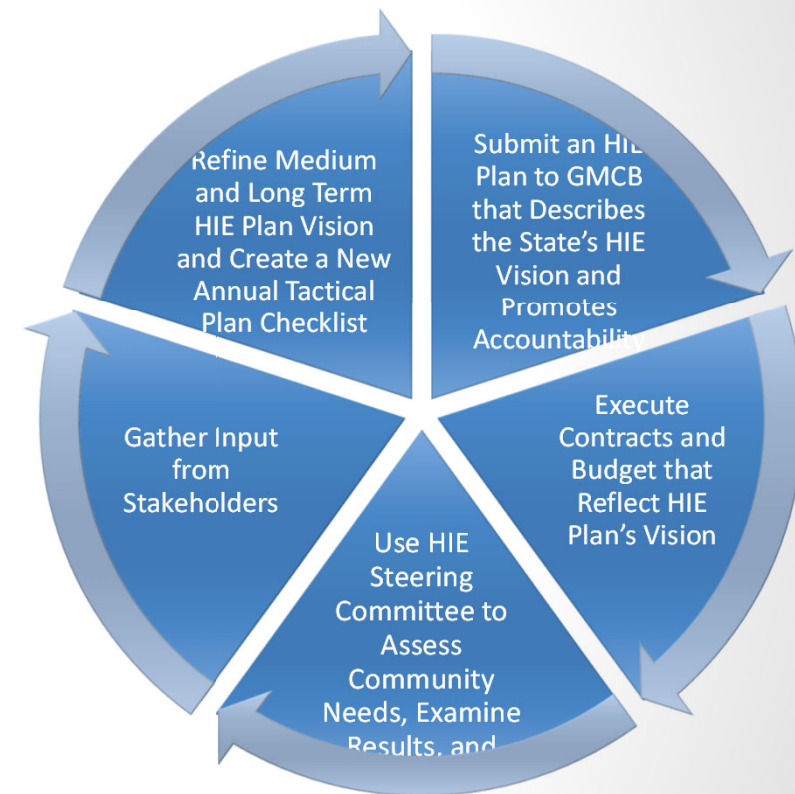 Refine Medium
and Long Term
HIE Plan Vision
and Create a New
Annual Tactical
Plan Checklist
Submit an HIE
Plan to GMCB
that Describes
the State's HIE
Vision and
Promotes
Accountability
Execute
Contracts and
Budget that
Reflect HIE
Plan's Vision
Use HIE
Steering
Committee to
Assess
Community
Needs, Examine
Results, and
Gather Input
from
Stakeholders